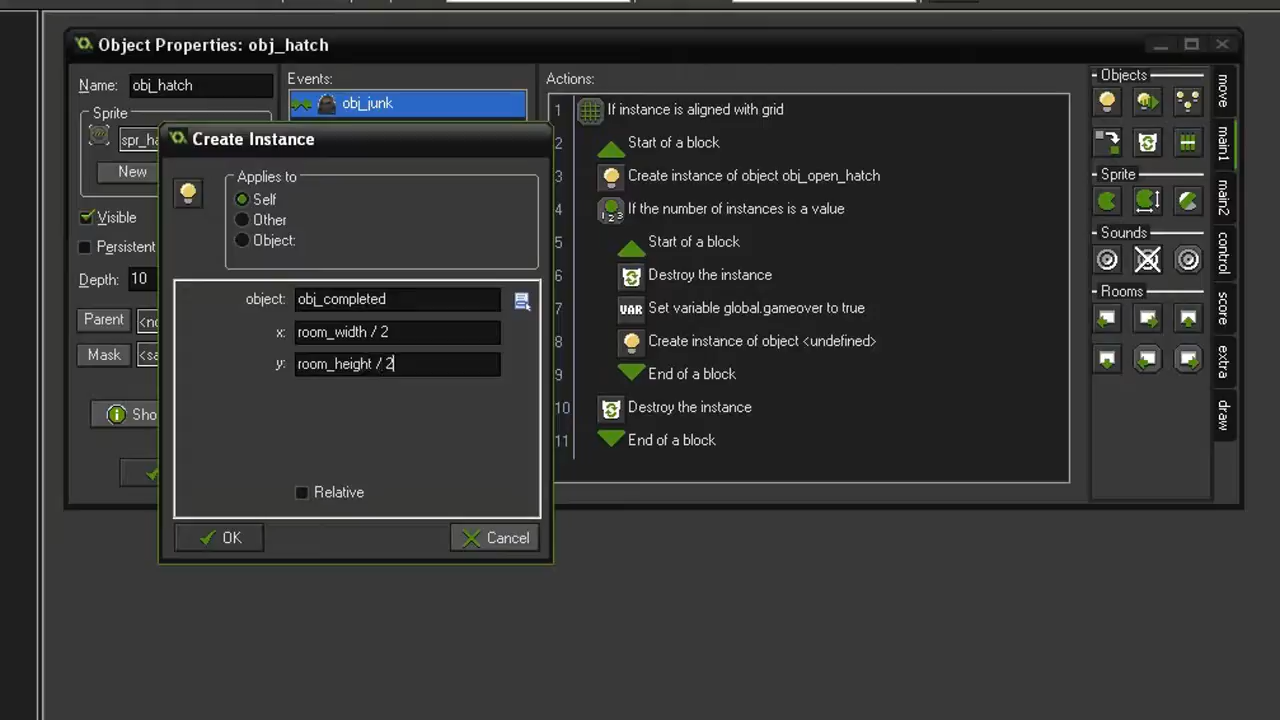 Object Properties: obj_hatch
Name: obj_hatch
Sprite
spr_ha
New
Visible
Persistent
Depth: 10
Parent <no
Mask <sa
Sho
Events:
obj_junk
Create Instance
Applies to
Self
Other
Object:
object: obj_completed
x: room_width / 2
y: room_height / 2
Relative
OK
Cancel
Actions:
1 If instance is aligned with grid
2 Start of a block
3 Create instance of object obj_open_hatch
4 If the number of instances is a value
5 Start of a block
6 Destroy the instance
7 VAR Set variable global.gameover to true
8 Create instance of object <undefined>
9 End of a block
10 Destroy the instance
11 End of a block
Objects
Sprite
Sounds
Rooms
move
main1
main2
control
score
extra
draw